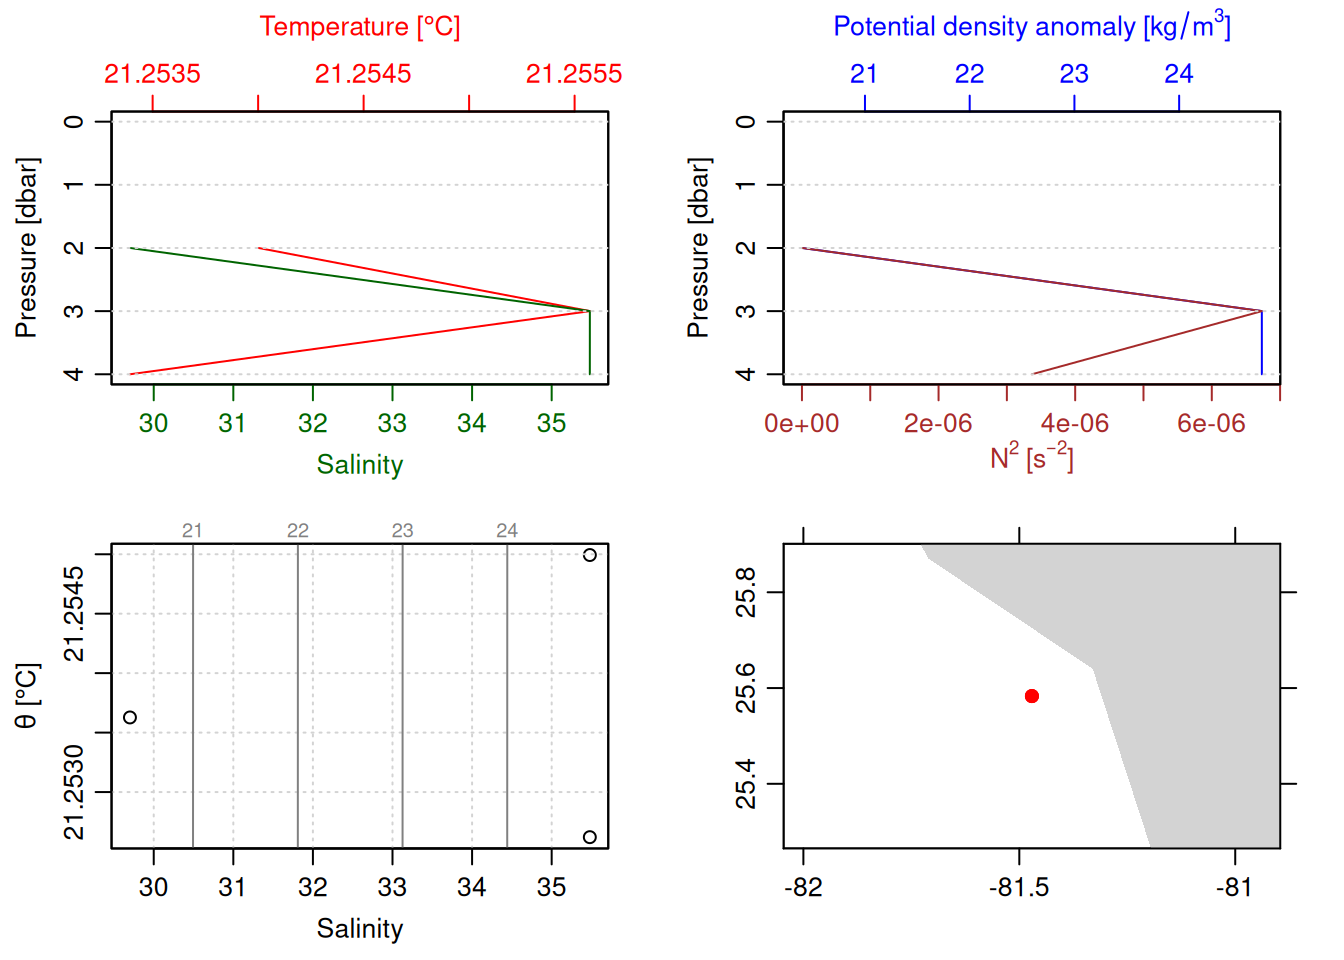 Temperature [°C]
21.2535 21.2545 21.2555
0
1
2
3
4
Pressure [dbar]
30 31 32 33 34 35
Salinity
Potential density anomaly [kg/m³]
21 22 23 24
0
1
2
3
4
Pressure [dbar]
0e+00 2e-06 4e-06 6e-06
N² [s⁻²]
21 22 23 24
21.2545
21.2530
θ [°C]
30 31 32 33 34 35
Salinity
25.8
25.6
25.4
-82 -81.5 -81